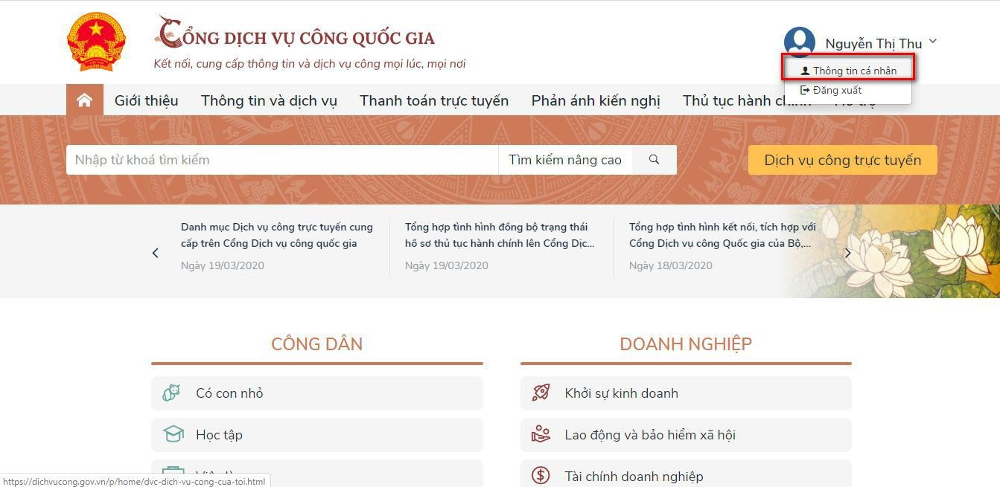 CỔNG DỊCH VỤ CÔNG QUỐC GIA
Kết nối, cung cấp thông tin và dịch vụ công mọi lúc, mọi nơi
Nguyễn Thị Thu
Thông tin cá nhân
Đăng xuất
Giới thiệu
Thông tin và dịch vụ
Thanh toán trực tuyến
Phản ánh kiến nghị
Thủ tục hành chính
Nhập từ khoá tìm kiếm
Tìm kiếm nâng cao
Dịch vụ công trực tuyến
Danh mục Dịch vụ công trực tuyến cung
cấp trên Cổng Dịch vụ công quốc gia
Ngày 19/03/2020
Tổng hợp tình hình đồng bộ trạng thái
hồ sơ thủ tục hành chính lên Cổng Dịc...
Ngày 19/03/2020
Tổng hợp tình hình kết nối, tích hợp với
Cổng Dịch vụ công Quốc gia của Bộ,...
Ngày 18/03/2020
CÔNG DÂN
Có con nhỏ
Học tập
DOANH NGHIỆP
Khởi sự kinh doanh
Lao động và bảo hiểm xã hội
Tài chính doanh nghiệp
https://dichvucong.gov.vn/p/home/dvc-dich-vu-cong-cua-toi.html